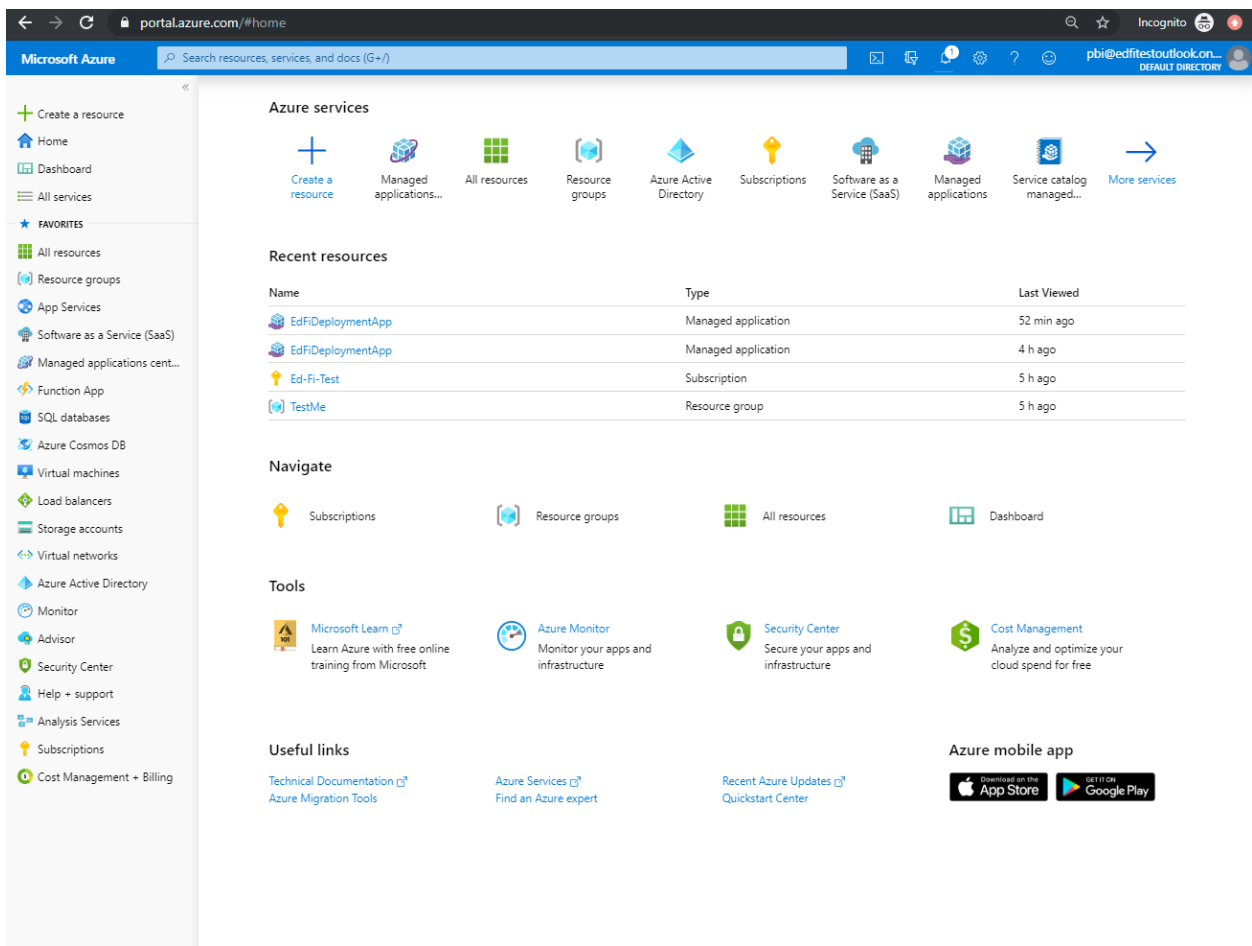 portal.azure.com/#home
Incognito
Microsoft Azure
Search resources, services, and docs (G+/)
1
pbi@edfitestoutlook.on...
DEFAULT DIRECTORY
«
Create a resource
Home
Dashboard
All services
FAVORITES
All resources
Resource groups
App Services
Software as a Service (SaaS)
Managed applications cent...
Function App
SQL databases
Azure Cosmos DB
Virtual machines
Load balancers
Storage accounts
Virtual networks
Azure Active Directory
Monitor
Advisor
Security Center
Help + support
Analysis Services
Subscriptions
Cost Management + Billing
Azure services
Create a
resource
Managed
applications...
All resources
Resource
groups
Azure Active
Directory
Subscriptions
Software as a
Service (SaaS)
Managed
applications
Service catalog
managed...
More services
Recent resources
Name Type Last Viewed
EdFiDeploymentApp Managed application 52 min ago
EdFiDeploymentApp Managed application 4 h ago
Ed-Fi-Test Subscription 5 h ago
TestMe Resource group 5 h ago
Navigate
Subscriptions Resource groups All resources Dashboard
Tools
101
Microsoft Learn
Learn Azure with free online
training from Microsoft
Azure Monitor
Monitor your apps and
infrastructure
Security Center
Secure your apps and
infrastructure
Cost Management
Analyze and optimize your
cloud spend for free
Useful links
Technical Documentation
Azure Migration Tools
Azure Services
Find an Azure expert
Recent Azure Updates
Quickstart Center
Azure mobile app
Download on the
App Store
GET IT ON
Google Play